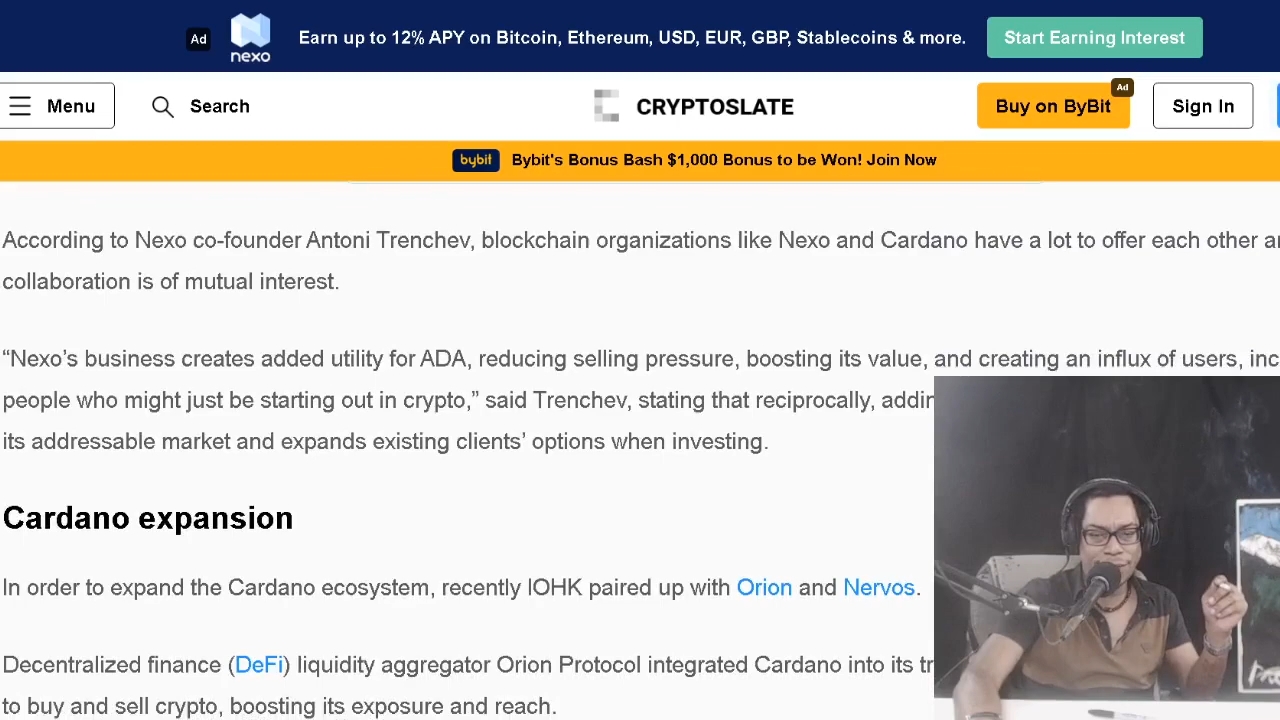 Ad
nexo
Earn up to 12% APY on Bitcoin, Ethereum, USD, EUR, GBP, Stablecoins & more.
Start Earning Interest
Menu
Search
CRYPTOSLATE
Buy on ByBit
Ad
Sign In
bybit
Bybit's Bonus Bash $1,000 Bonus to be Won! Join Now
According to Nexo co-founder Antoni Trenchev, blockchain organizations like Nexo and Cardano have a lot to offer each other
collaboration is of mutual interest.
“Nexo’s business creates added utility for ADA, reducing selling pressure, boosting its value, and creating an influx of users,
people who might just be starting out in crypto,” said Trenchev, stating that reciprocally,
its addressable market and expands existing clients’ options when investing.
Cardano expansion
In order to expand the Cardano ecosystem, recently IOHK paired up with Orion and Nervos.
Decentralized finance (DeFi) liquidity aggregator Orion Protocol integrated Cardano into its
to buy and sell crypto, boosting its exposure and reach.